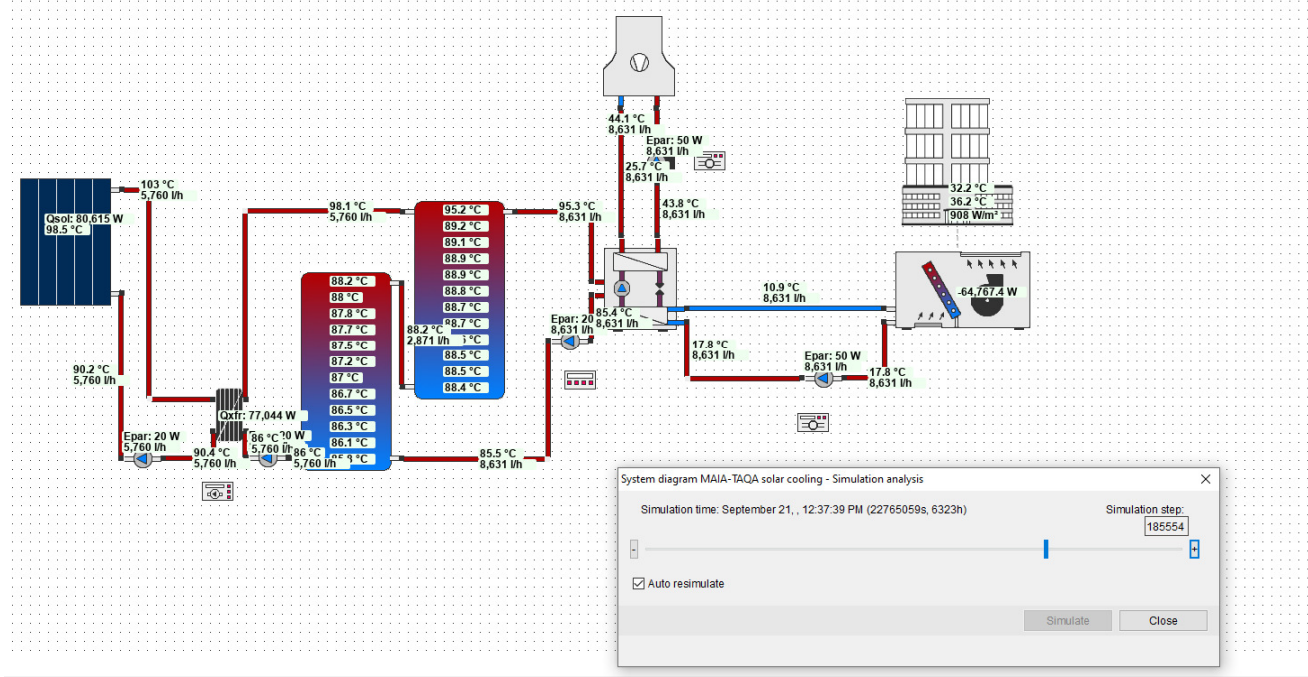 44.1 °C
8,631 l/h
Epar: 50 W
8,631 l/h
25.7 °C
8,631 l/h
43.8 °C
8,631 l/h
32.2 °C
36.2 °C
908 W/m²
103 °C
5,760 l/h
Qsol: 80,615 W
98.5 °C
98.1 °C
5,760 l/h
95.2 °C
89.2 °C
89.1 °C
88.9 °C
88.9 °C
88.8 °C
88.7 °C
88.7 °C
88.5 °C
88.5 °C
88.4 °C
95.3 °C
8,631 l/h
88.2 °C
88 °C
87.8 °C
87.7 °C
87.5 °C
87.2 °C
87 °C
86.7 °C
86.5 °C
86.3 °C
86.1 °C
88.2 °C
2,871 l/h
Epar: 20
8,631 l/h
85.4 °C
8,631 l/h
10.9 °C
8,631 l/h
-64,767.4 W
17.8 °C
8,631 l/h
Epar: 50 W
8,631 l/h
17.8 °C
8,631 l/h
90.2 °C
5,760 l/h
Qxfr: 77,044 W
Epar: 20 W
5,760 l/h
90.4 °C
5,760 l/h
86 °C
5,760 l/h
86 °C
5,760 l/h
85.5 °C
8,631 l/h
System diagram MAIA-TAQA solar cooling - Simulation analysis
Simulation time: September 21, , 12:37:39 PM (22765059s, 6323h)
Simulation step:
185554
-
+
Auto resimulate
Simulate
Close